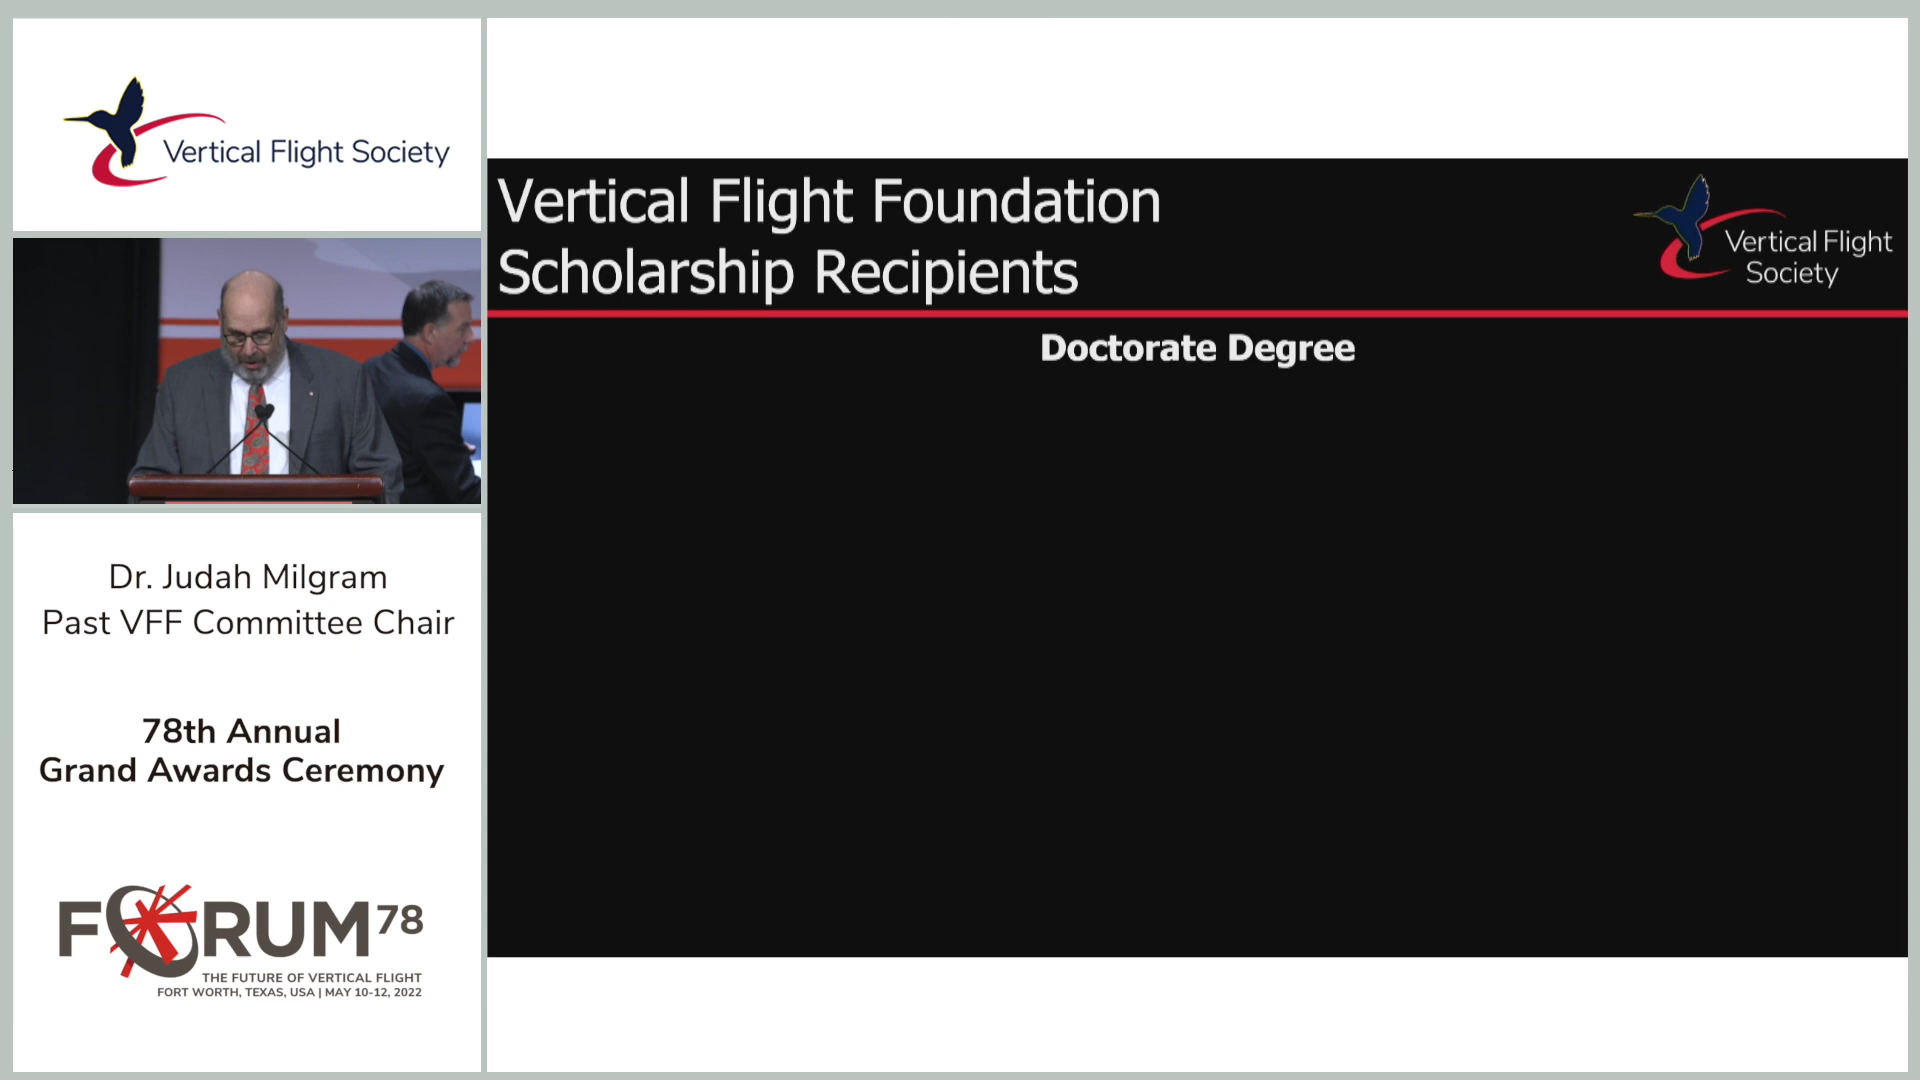 Vertical Flight Society
Dr. Judah Milgram
Past VFF Committee Chair
78th Annual
Grand Awards Ceremony
FORUM 78
THE FUTURE OF VERTICAL FLIGHT
FORT WORTH, TEXAS, USA | MAY 10-12, 2022
Vertical Flight Foundation
Scholarship Recipients
Vertical Flight
Society
Doctorate Degree